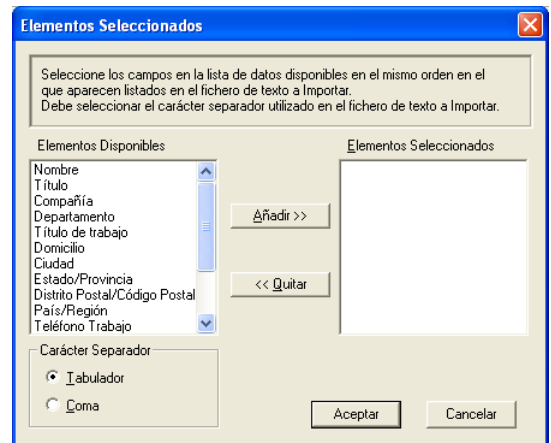 Elementos Seleccionados
Seleccione los campos en la lista de datos disponibles en el mismo orden en el
que aparecen listados en el fichero de texto a Importar.
Debe seleccionar el carácter separador utilizado en el fichero de texto a Importar.
Elementos Disponibles
Nombre
Título
Compañía
Departamento
Título de trabajo
Domicilio
Ciudad
Estado/Provincia
Distrito Postal/Código Postal
País/Región
Teléfono Trabajo
Añadir >>
<< Quitar
Elementos Seleccionados
Carácter Separador
Tabulador
Coma
Aceptar
Cancelar